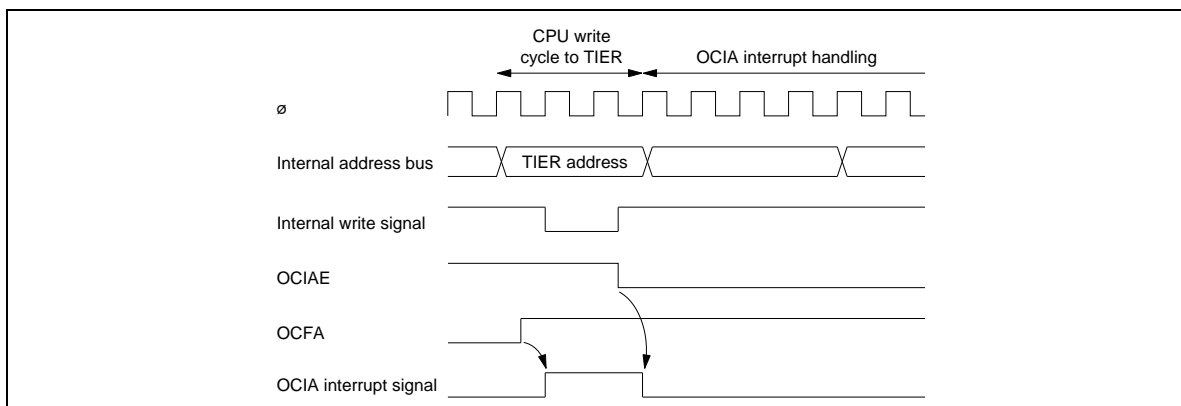 CPU write
cycle to TIER
OCIA interrupt handling
ø
Internal address bus
TIER address
Internal write signal
OCIAE
OCFA
OCIA interrupt signal